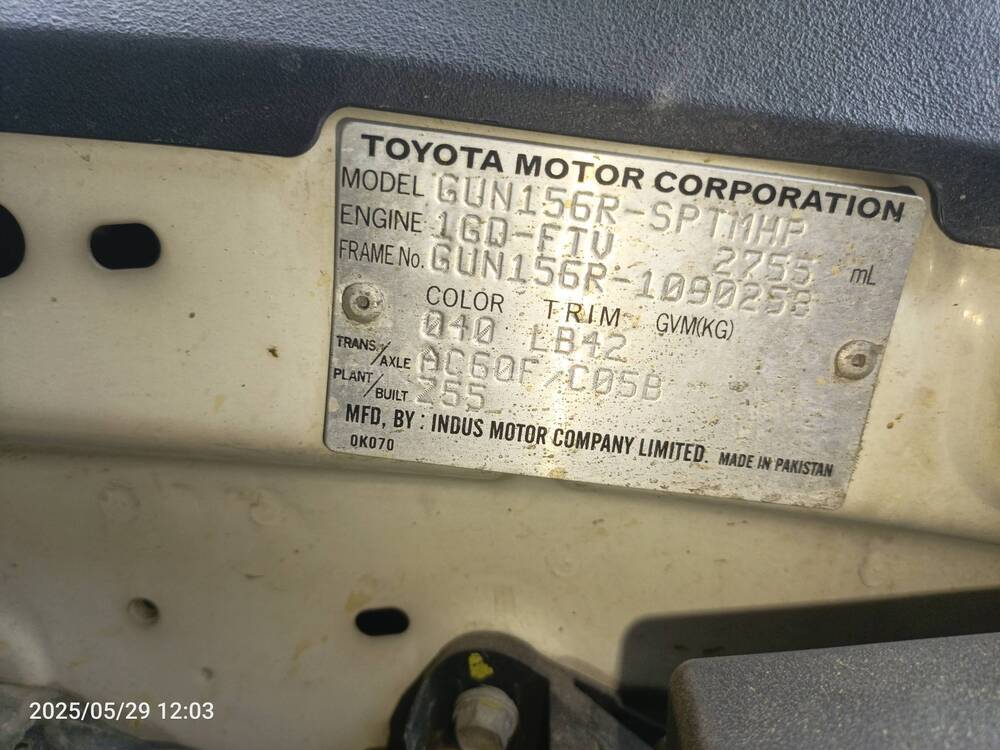 TOYOTA MOTOR CORPORATION
MODEL GUN156R-SPTMHP
ENGINE 1GD-FTV 2755 mL
FRAME No. GUN156R-1090258
COLOR TRIM GVM(KG)
040 LB42
TRANS./AXLE AC60F/C05B
PLANT/BUILT Z55
MFD, BY : INDUS MOTOR COMPANY LIMITED. MADE IN PAKISTAN
0K070
2025/05/29 12:03